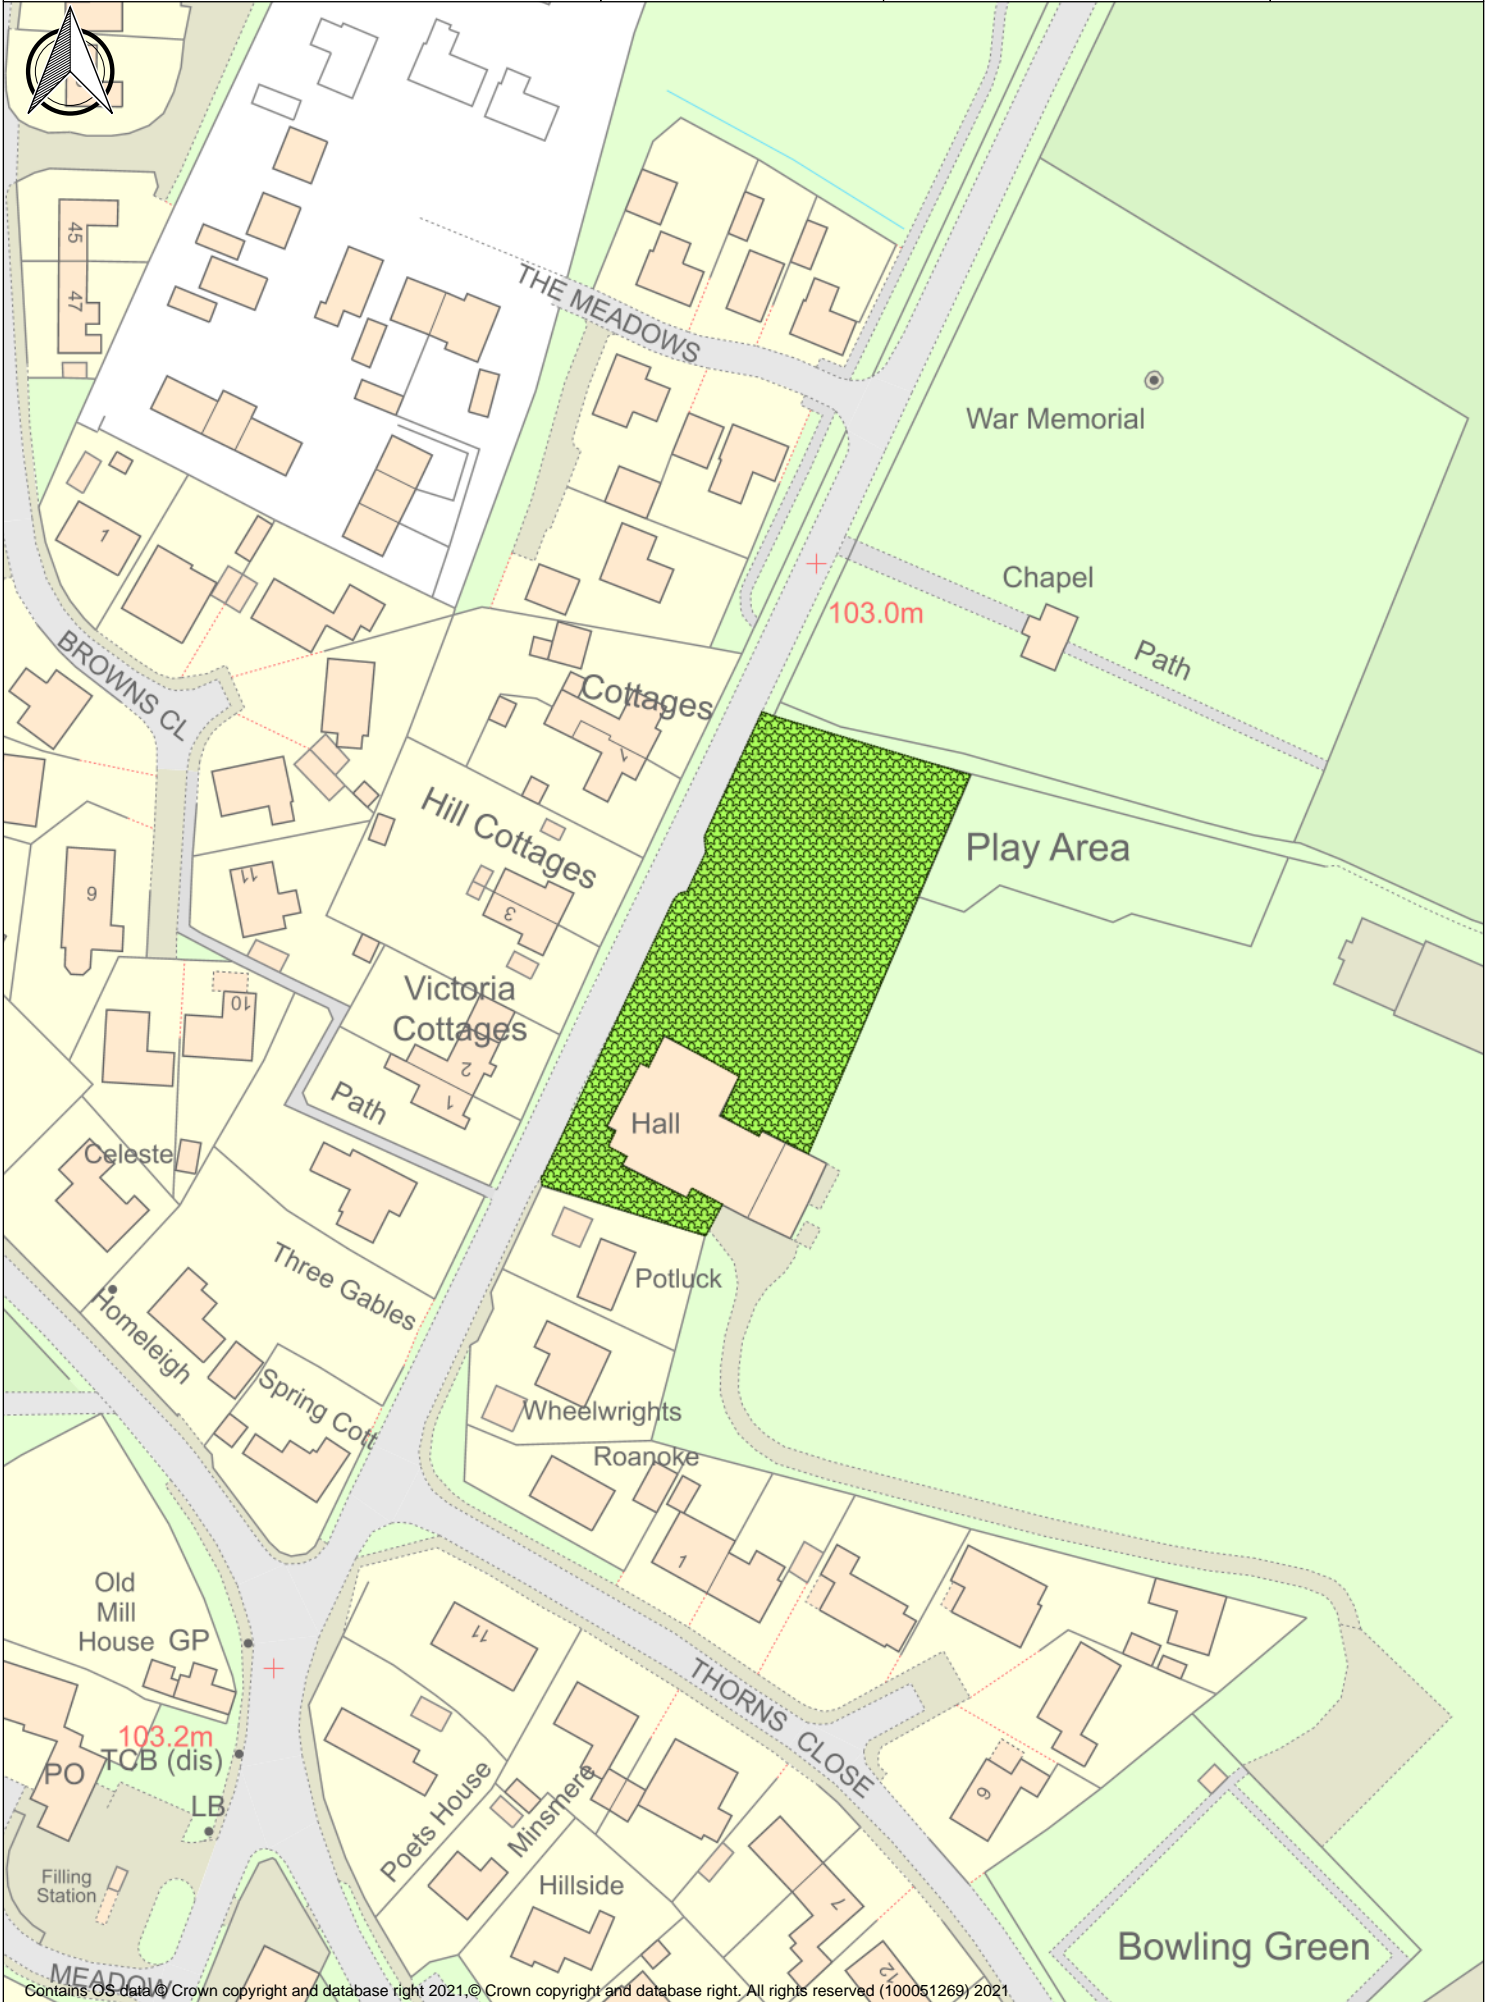 45
47
THE MEADOWS
War Memorial
1
Chapel
103.0m
Path
BROWNS CL
Cottages
1
Hill Cottages
Play Area
11
9
3
Victoria
Cottages
10
2
1
Path
Hall
Celeste
Three Gables
Potluck
Homeleigh
Spring Cott
Wheelwrights
Roanoke
1
Old
Mill
House
GP
11
THORNS CLOSE
103.2m
TCB (dis)
PO
LB
Poets House
Minsmere
9
Filling
Station
Hillside
7
Bowling Green
12
MEADOW
Contains OS data © Crown copyright and database right 2021,© Crown copyright and database right. All rights reserved (100051269) 2021